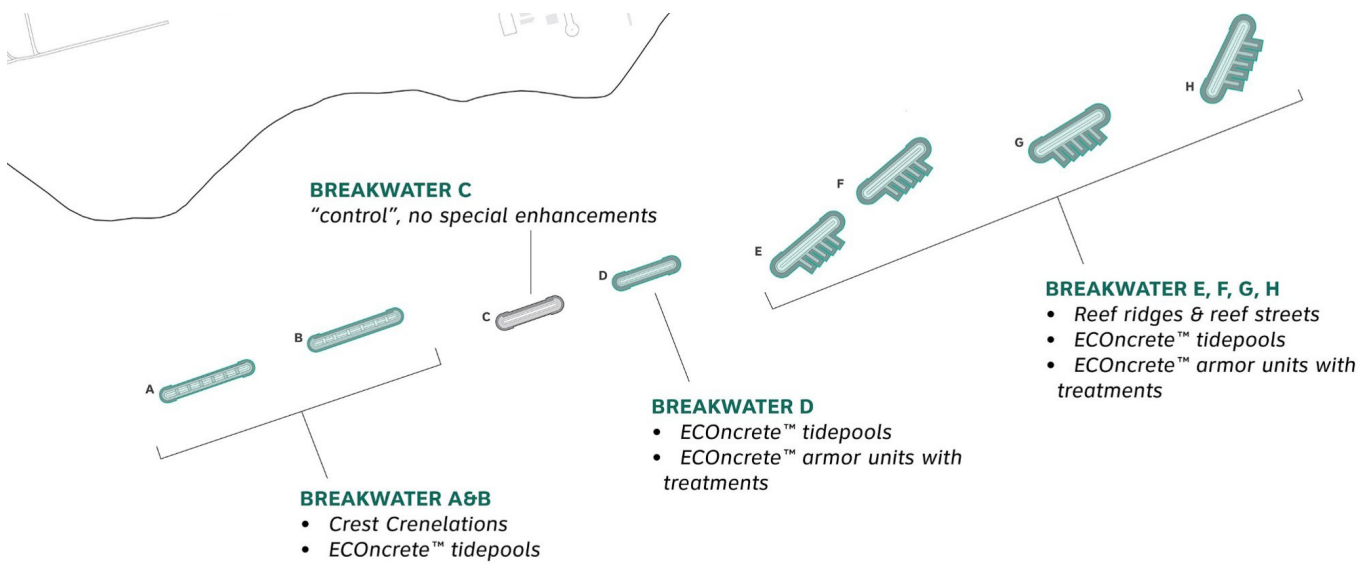 H
G
F
BREAKWATER C
“control”, no special enhancements
E
D
C
B
A
BREAKWATER E, F, G, H
• Reef ridges & reef streets
• ECOncrete™ tidepools
• ECOncrete™ armor units with
treatments
BREAKWATER D
• ECOncrete™ tidepools
• ECOncrete™ armor units with
treatments
BREAKWATER A&B
• Crest Crenelations
• ECOncrete™ tidepools